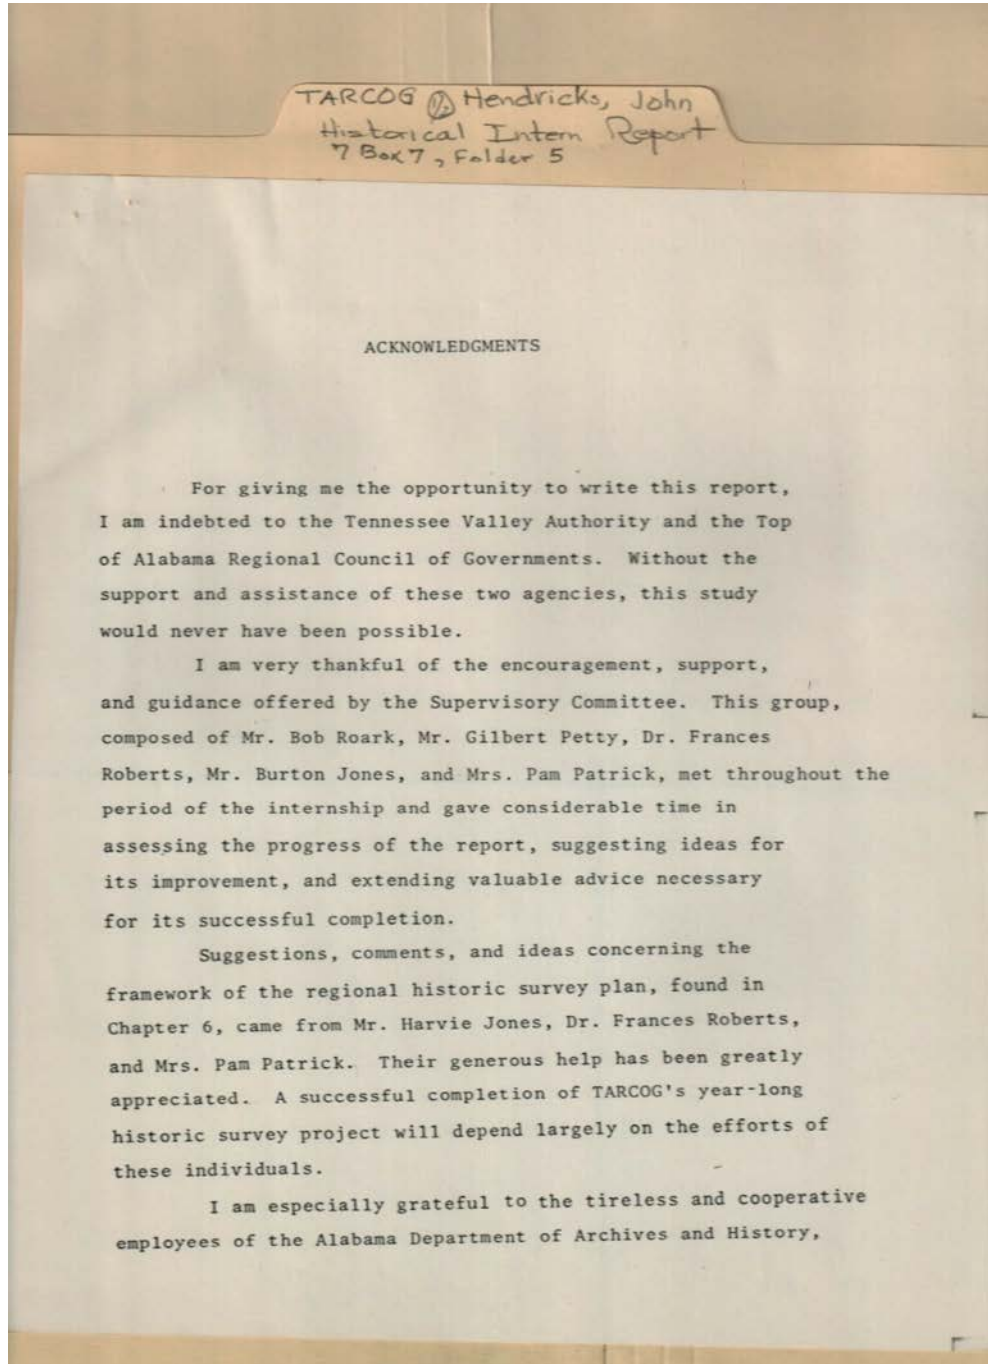 TARCOG Hendricks, John
Historical Intern Report
7 Box 7, Folder 5
ACKNOWLEDGMENTS
For giving me the opportunity to write this report,
I am indebted to the Tennessee Valley Authority and the Top
of Alabama Regional Council of Governments. Without the
support and assistance of these two agencies, this study
would never have been possible.
I am very thankful of the encouragement, support,
and guidance offered by the Supervisory Committee. This group,
composed of Mr. Bob Roark, Mr. Gilbert Petty, Dr. Frances
Roberts, Mr. Burton Jones, and Mrs. Pam Patrick, met throughout the
period of the internship and gave considerable time in
assessing the progress of the report, suggesting ideas for
its improvement, and extending valuable advice necessary
for its successful completion.
Suggestions, comments, and ideas concerning the
framework of the regional historic survey plan, found in
Chapter 6, came from Mr. Harvie Jones, Dr. Frances Roberts,
and Mrs. Pam Patrick. Their generous help has been greatly
appreciated. A successful completion of TARCOG's year-long
historic survey project will depend largely on the efforts of
these individuals.
I am especially grateful to the tireless and cooperative
employees of the Alabama Department of Archives and History,